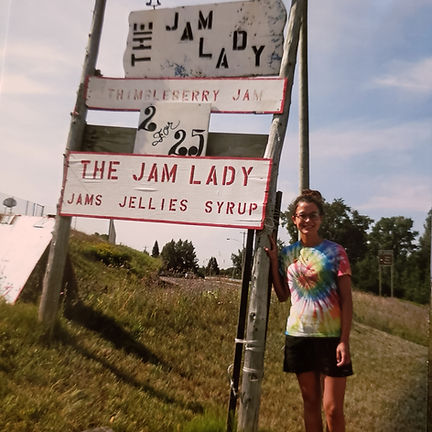 THE JAM
LADY
THIMBLEBERRY JAM
2 For 25
THE JAM LADY
JAMS JELLIES SYRUP